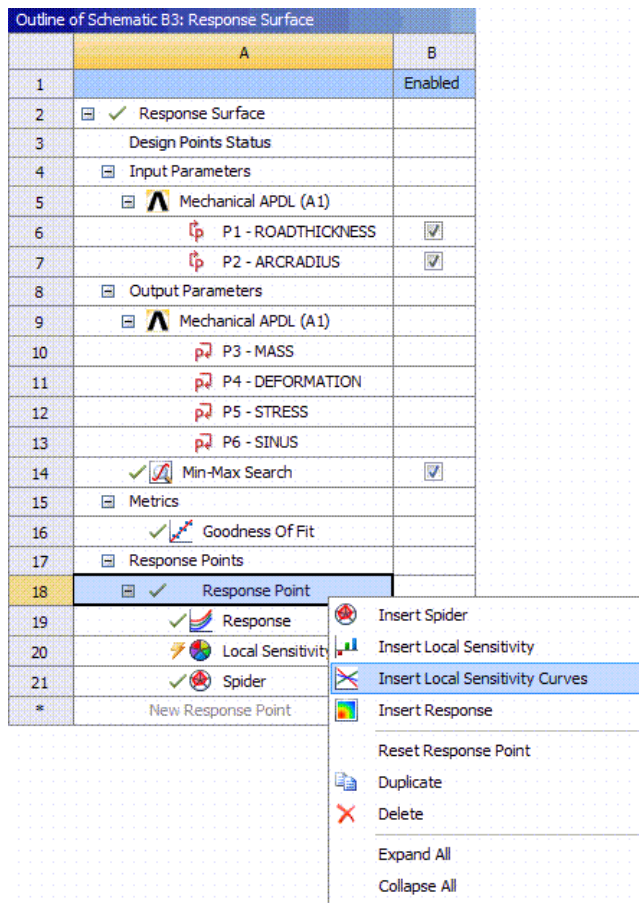 Outline of Schematic B3: Response Surface
A B
1 Enabled
2 Response Surface
3 Design Points Status
4 Input Parameters
5 Mechanical APDL (A1)
6 P1 - ROADTHICKNESS
7 P2 - ARCRADIUS
8 Output Parameters
9 Mechanical APDL (A1)
10 P3 - MASS
11 P4 - DEFORMATION
12 P5 - STRESS
13 P6 - SINUS
14 Min-Max Search
15 Metrics
16 Goodness Of Fit
17 Response Points
18 Response Point
19 Response
20 Local Sensitivity
21 Spider
* New Response Point
Insert Spider
Insert Local Sensitivity
Insert Local Sensitivity Curves
Insert Response
Reset Response Point
Duplicate
Delete
Expand All
Collapse All